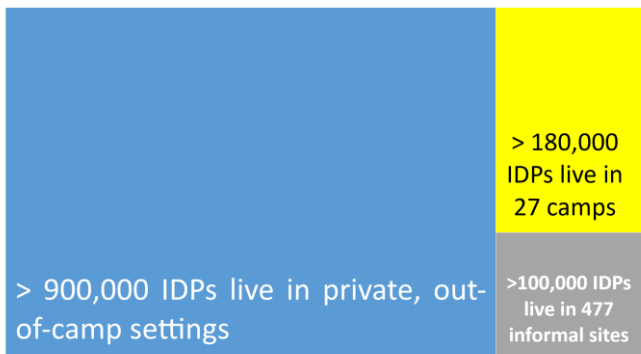 > 180,000
IDPs live in
27 camps
> 900,000 IDPs live in private, out-
of-camp settings
>100,000 IDPs
live in 477
informal sites